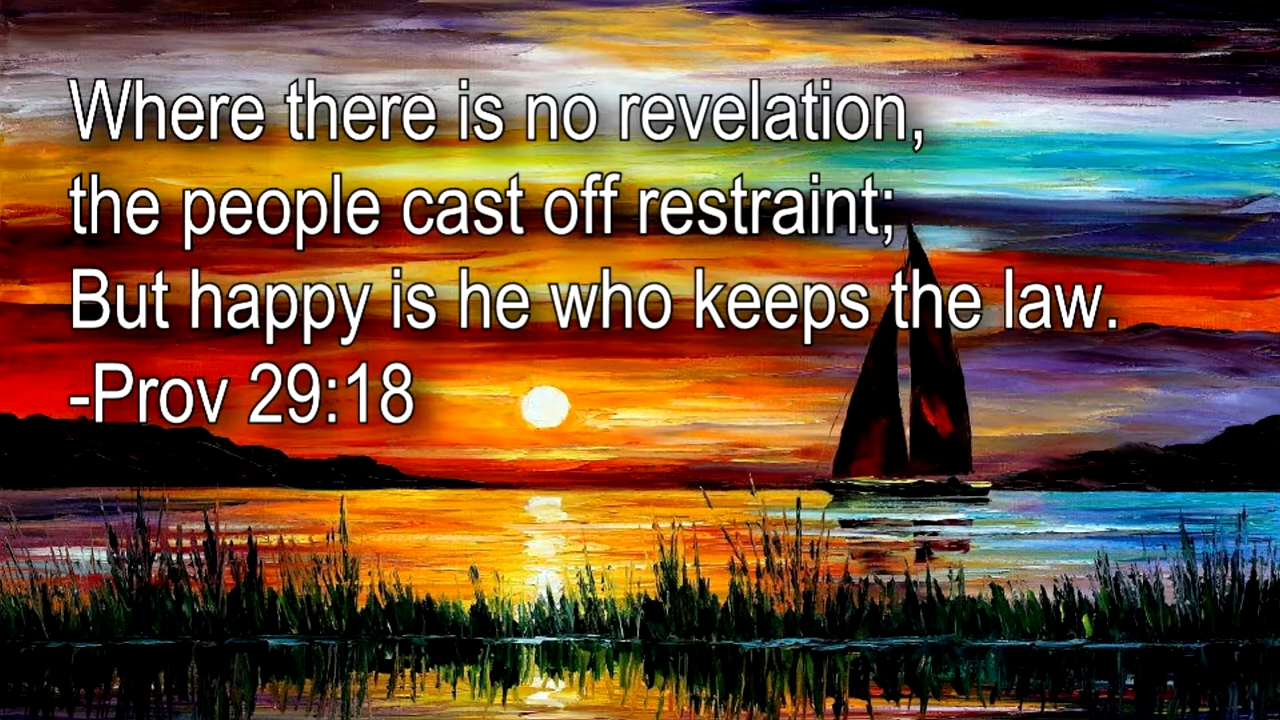 Where there is no revelation,
the people cast off restraint;
But happy is he who keeps the law.
-Prov 29:18